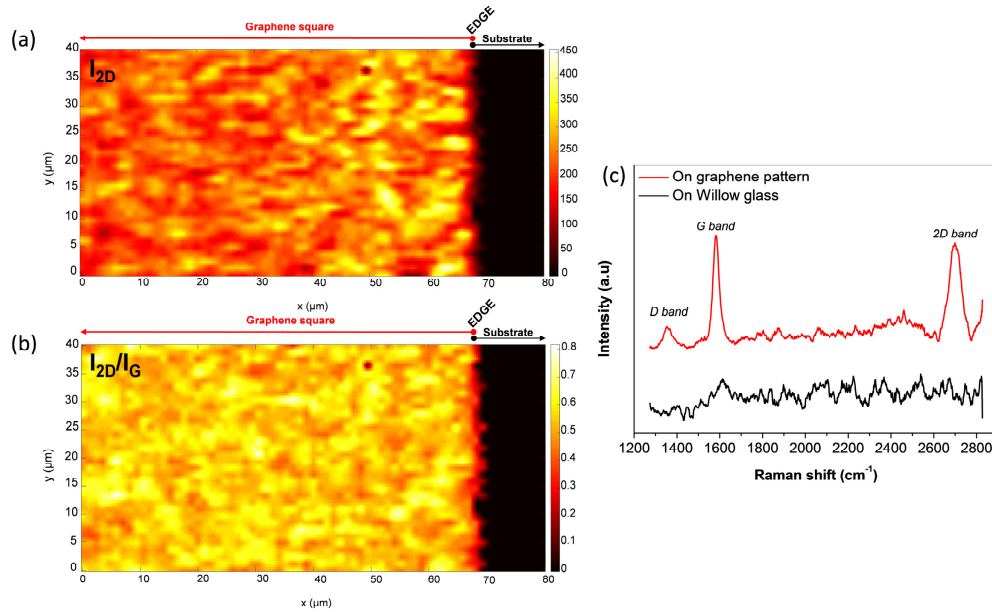 (a)
Graphene square
EDGE
Substrate
I2D
40
35
30
25
20
15
10
5
0
y (µm)
0 10 20 30 40 50 60 70 80
x (µm)
450
400
350
300
250
200
150
100
50
0
(b)
Graphene square
EDGE
Substrate
I2D/IG
40
35
30
25
20
15
10
5
0
y (µm)
0 10 20 30 40 50 60 70 80
x (µm)
0.8
0.7
0.6
0.5
0.4
0.3
0.2
0.1
0
(c)
On graphene pattern
On Willow glass
G band
2D band
D band
Intensity (a.u)
1200 1400 1600 1800 2000 2200 2400 2600 2800
Raman shift (cm-1)